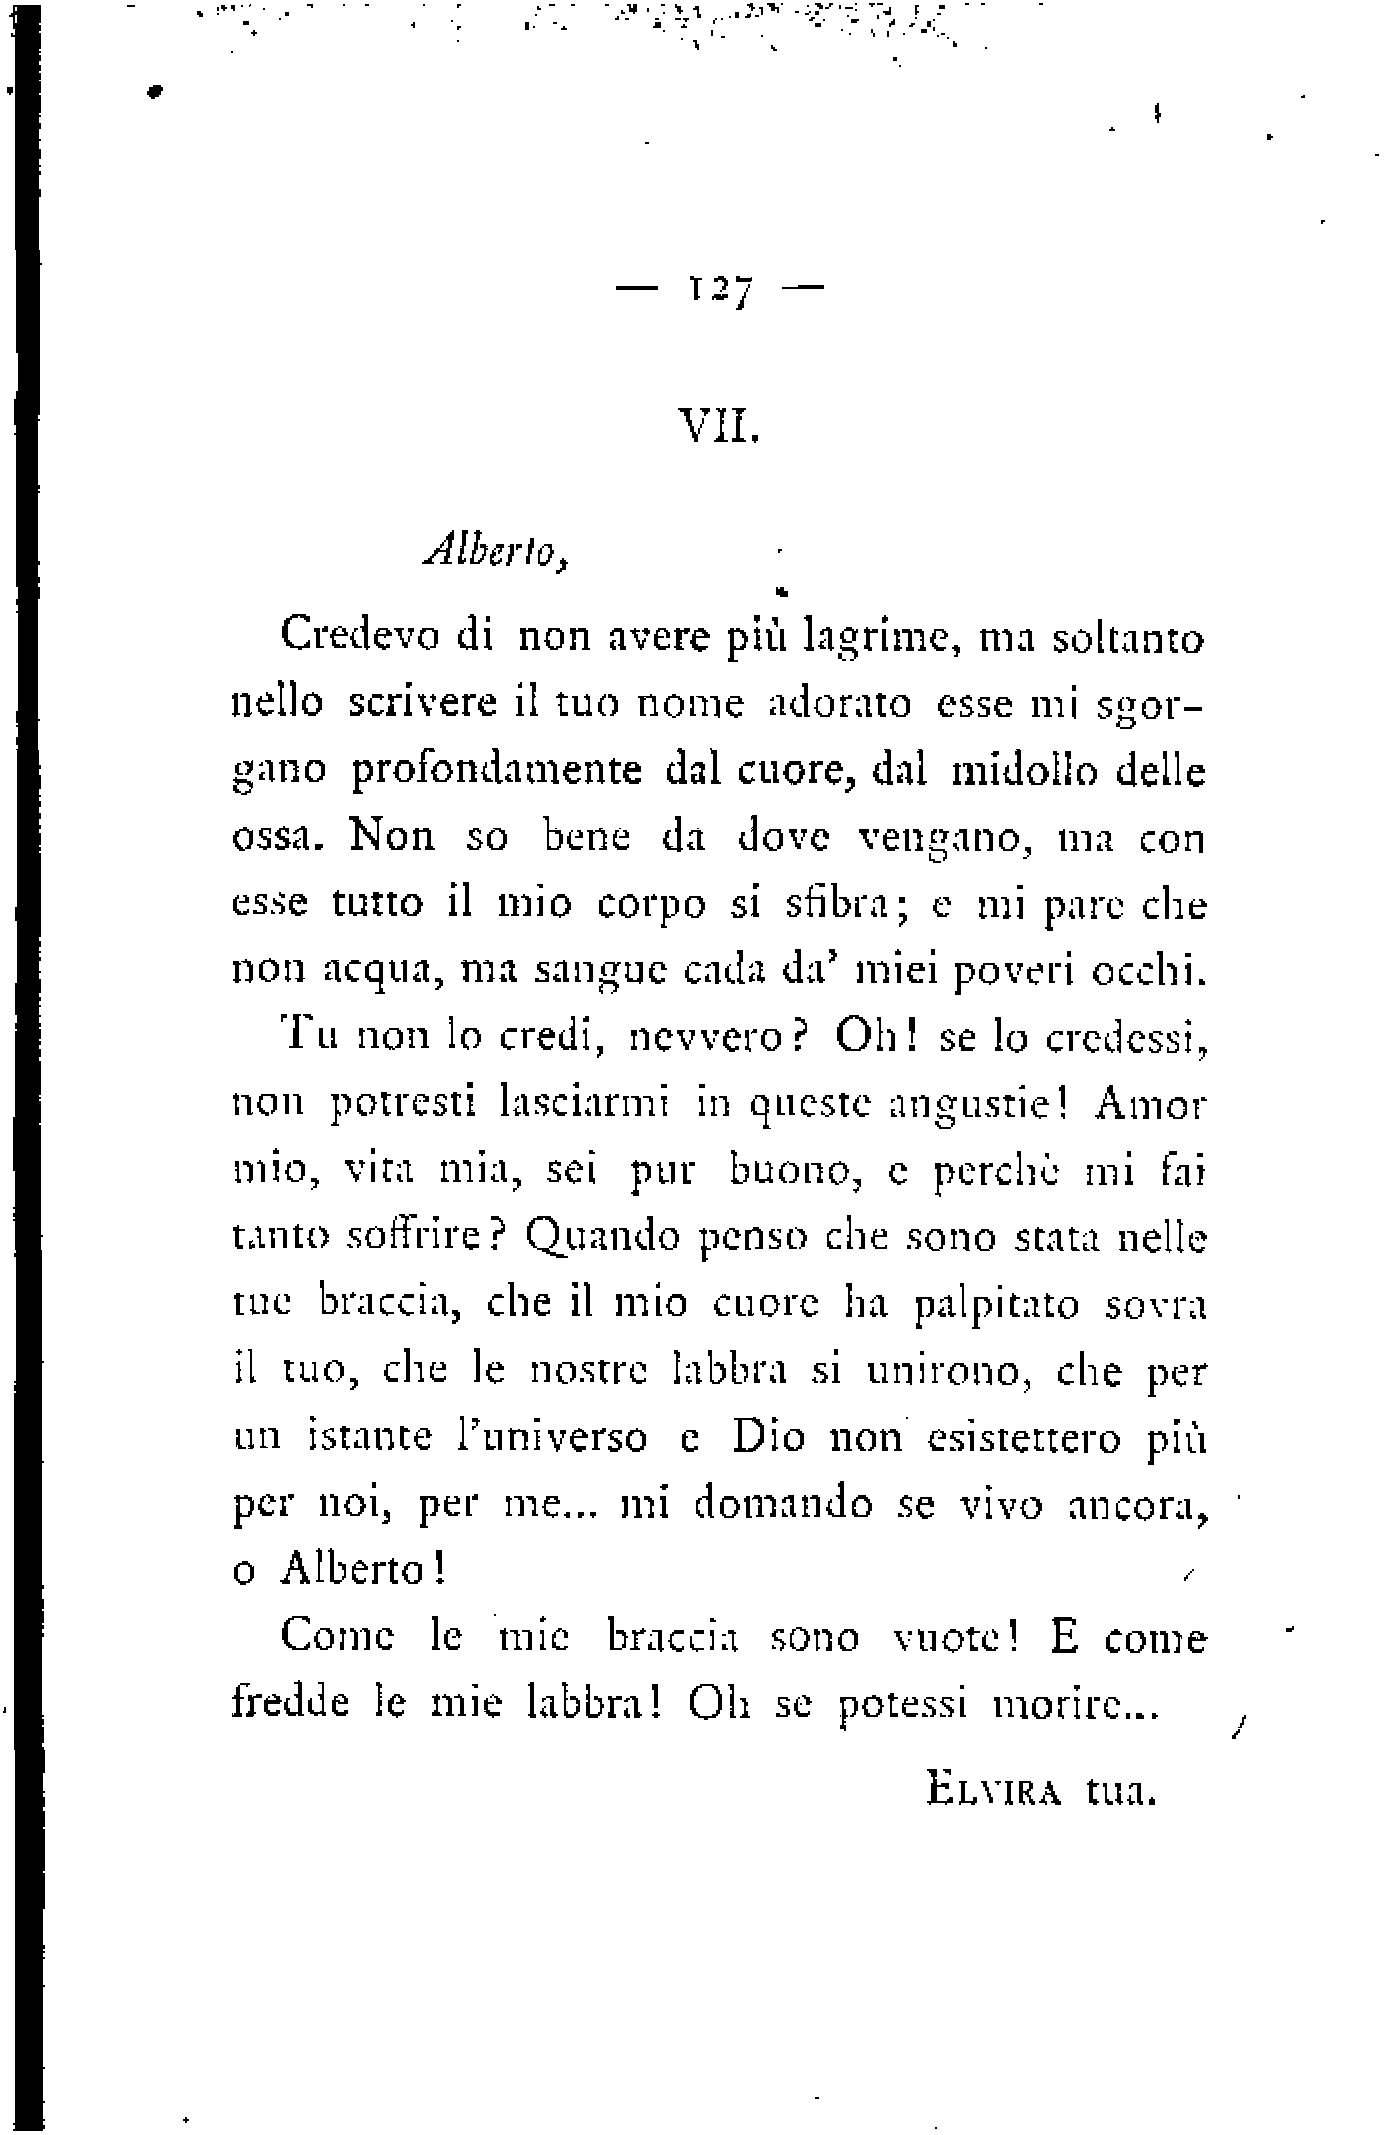 — 127 —
VII.
Alberto,
Credevo di non avere più lagrime, ma soltanto
nello scrivere il tuo nome adorato esse mi sgor-
gano profondamente dal cuore, dal midollo delle
ossa. Non so bene da dove vengano, ma con
esse tutto il mio corpo si sfibra; e mi pare che
non acqua, ma sangue cada da' miei poveri occhi.
Tu non lo credi, nevvero? Oh! se lo credessi,
non potresti lasciarmi in queste angustie! Amor
mio, vita mia, sei pur buono, e perchè mi fai
tanto soffrire? Quando penso che sono stata nelle
tue braccia, che il mio cuore ha palpitato sovra
il tuo, che le nostre labbra si unirono, che per
un istante l'universo e Dio non esistettero più
per noi, per me... mi domando se vivo ancora,
o Alberto!
Come le mie braccia sono vuote! E come
fredde le mie labbra! Oh se potessi morire...
ELVIRA tua.